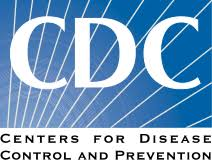 CDC
CENTERS FOR DISEASE
CONTROL AND PREVENTION